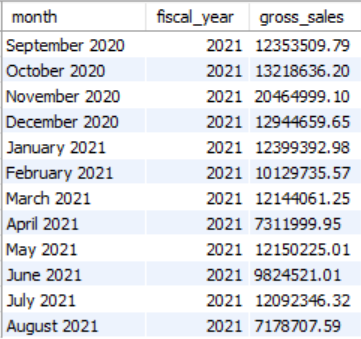 month fiscal_year gross_sales
September 2020 2021 12353509.79
October 2020 2021 13218636.20
November 2020 2021 20464999.10
December 2020 2021 12944659.65
January 2021 2021 12399392.98
February 2021 2021 10129735.57
March 2021 2021 12144061.25
April 2021 2021 7311999.95
May 2021 2021 12150225.01
June 2021 2021 9824521.01
July 2021 2021 12092346.32
August 2021 2021 7178707.59